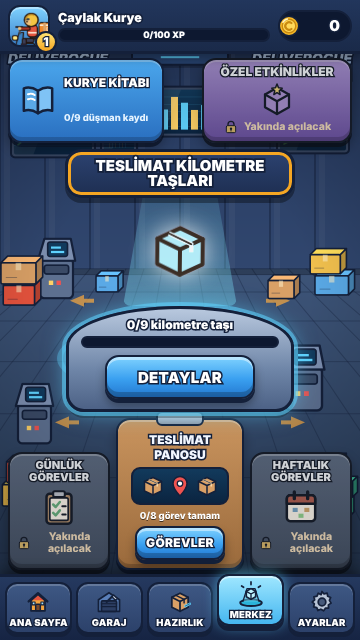 Çaylak Kurye
1
0/100 XP
0
DELIVEROGUE
DELIVEROGUE
KURYE KİTABI
0/9 düşman kaydı
ÖZEL ETKİNLİKLER
Yakında açılacak
TESLİMAT KİLOMETRE
TAŞLARI
0/9 kilometre taşı
DETAYLAR
TESLİMAT
PANOSU
0/8 görev tamam
GÖREVLER
GÜNLÜK
GÖREVLER
Yakında
açılacak
HAFTALIK
GÖREVLER
Yakında
açılacak
ANA SAYFA
GARAJ
HAZIRLIK
MERKEZ
AYARLAR